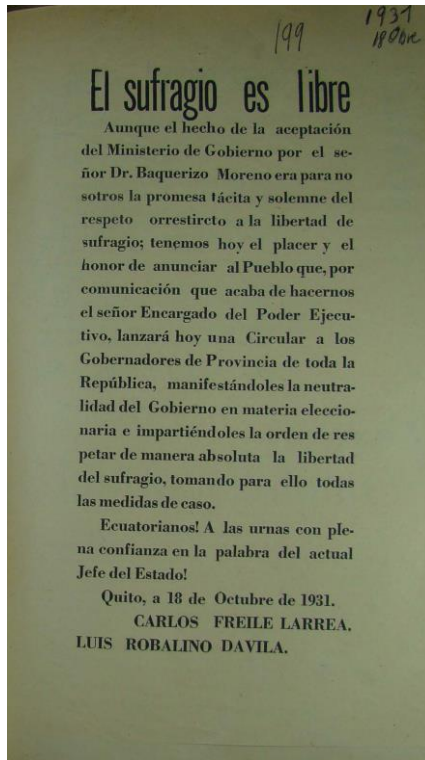 199
1931
18 Obre
El sufragio es libre
Aunque el hecho de la aceptación
del Ministerio de Gobierno por el se-
ñor Dr. Baquerizo Moreno era para no
sotros la promesa tácita y solemne del
respeto orrestircto a la libertad de
sufragio; tenemos hoy el placer y el
honor de anunciar al Pueblo que, por
comunicación que acaba de hacernos
el señor Encargado del Poder Ejecu-
tivo, lanzará hoy una Circular a los
Gobernadores de Provincia de toda la
República, manifestándoles la neutra-
lidad del Gobierno en materia eleccio-
naria e impartiéndoles la orden de res
petar de manera absoluta la libertad
del sufragio, tomando para ello todas
las medidas de caso.
Ecuatorianos! A las urnas con ple-
na confianza en la palabra del actual
Jefe del Estado!
Quito, a 18 de Octubre de 1931.
CARLOS FREILE LARREA.
LUIS ROBALINO DAVILA.